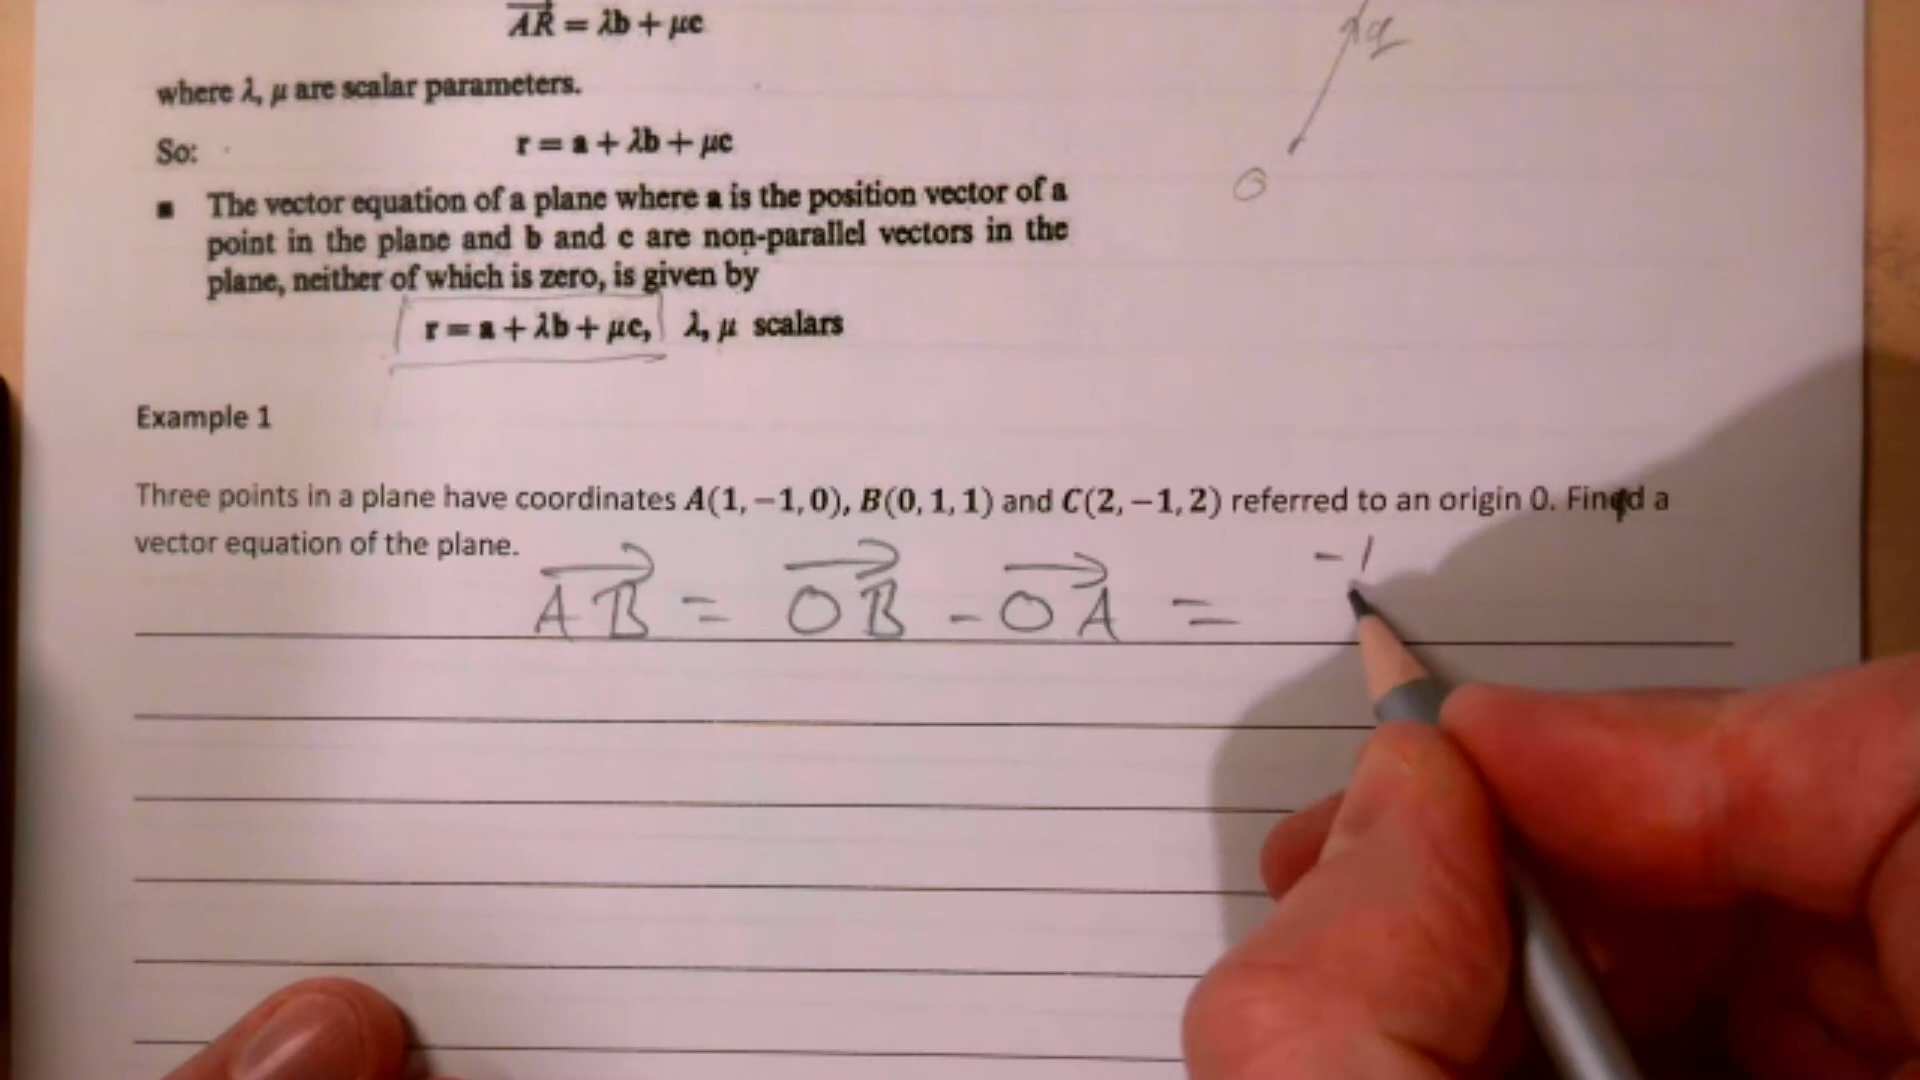 AR = λb + μc
λq
where λ, μ are scalar parameters.
So: r = a + λb + μc
O
▪ The vector equation of a plane where a is the position vector of a
point in the plane and b and c are non-parallel vectors in the
plane, neither of which is zero, is given by
r = a + λb + μc, λ, μ scalars
Example 1
Three points in a plane have coordinates A(1, −1, 0), B(0, 1, 1) and C(2, −1, 2) referred to an origin 0. Find a
vector equation of the plane.
AB = OB - OA = -1